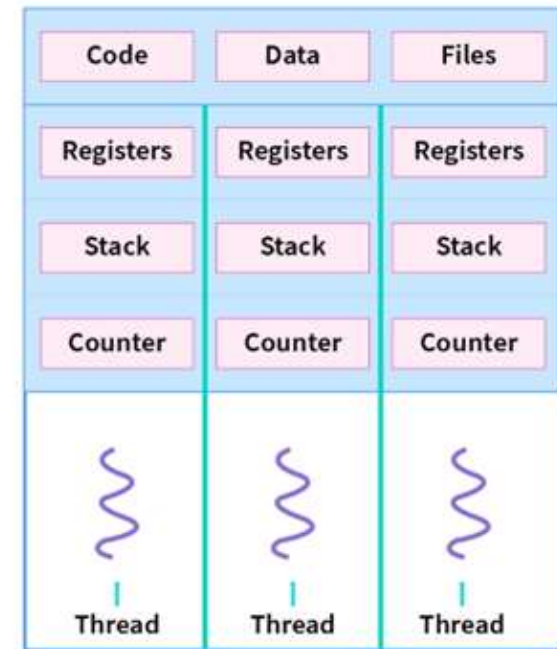 Code Data Files
Registers Registers Registers
Stack Stack Stack
Counter Counter Counter
Thread Thread Thread